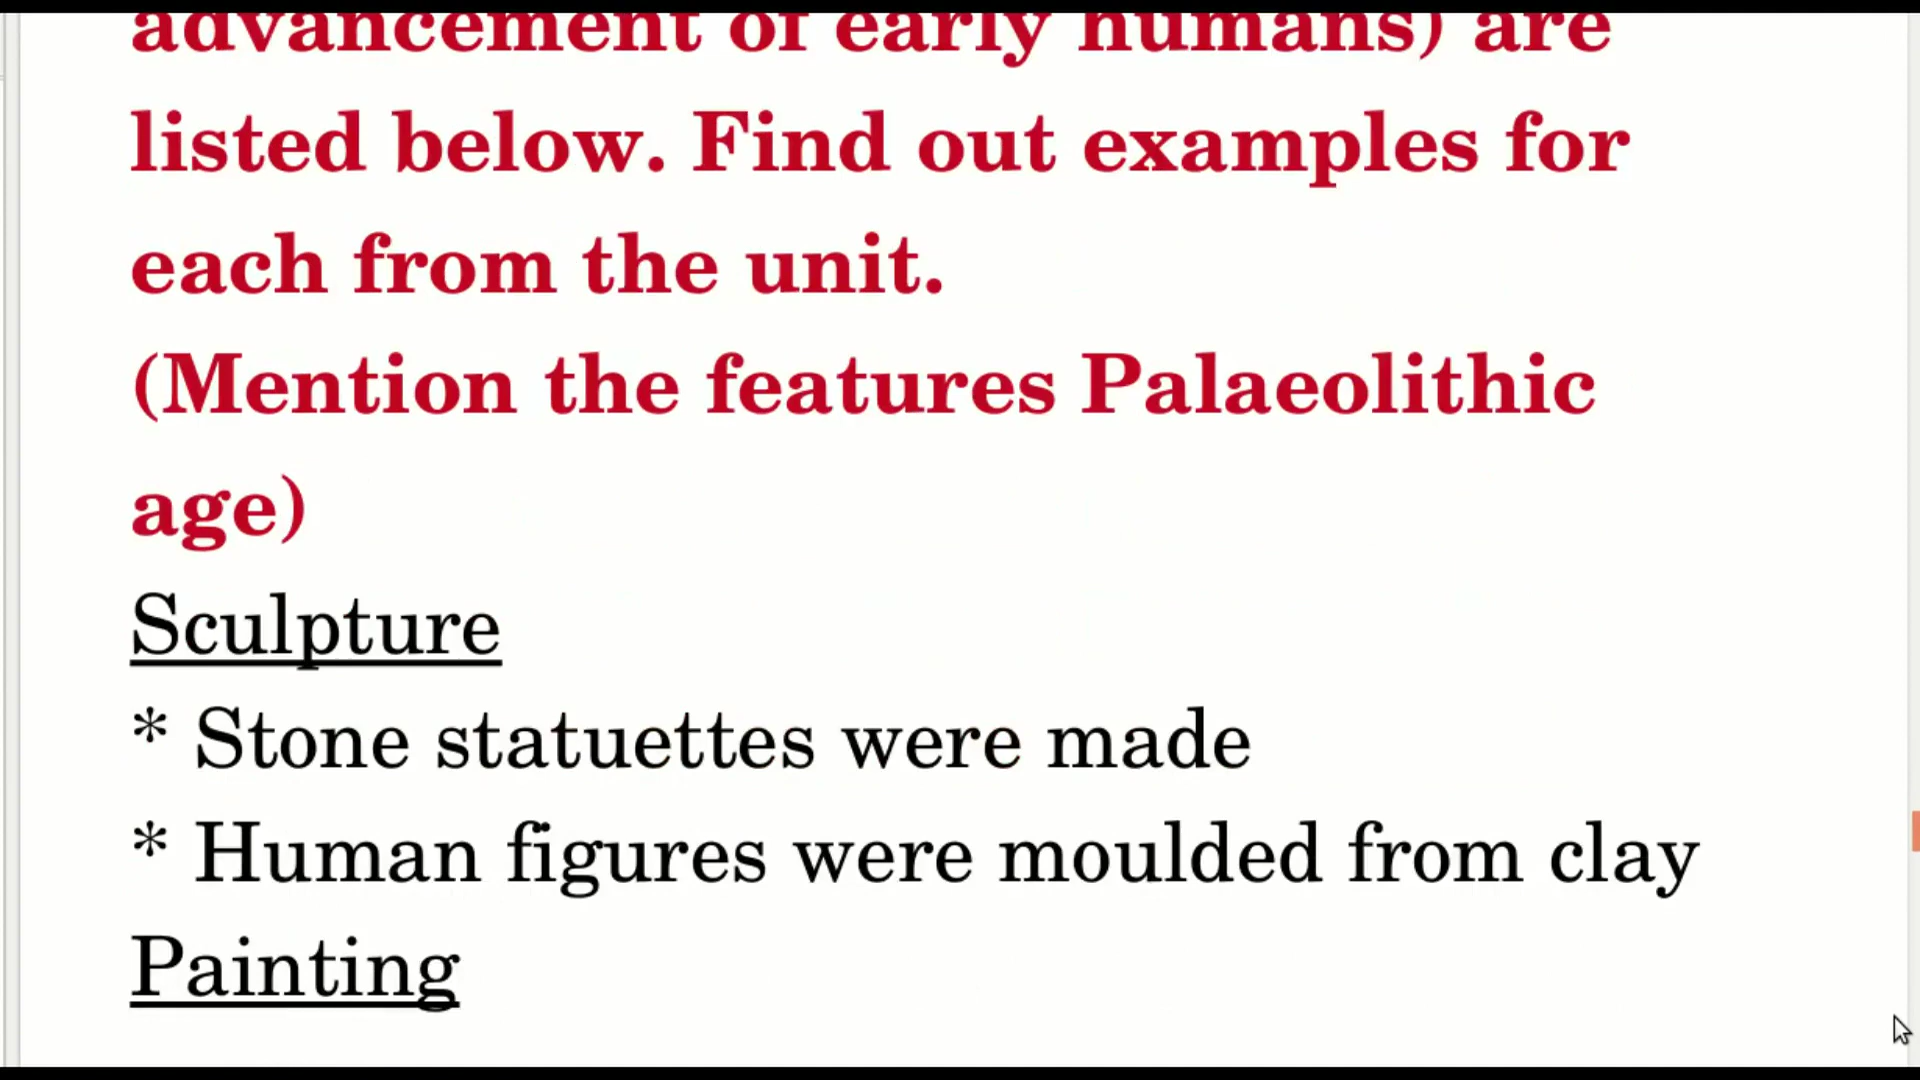 advancement of early humans) are
listed below. Find out examples for
each from the unit.
(Mention the features Palaeolithic
age)
Sculpture
* Stone statuettes were made
* Human figures were moulded from clay
Painting